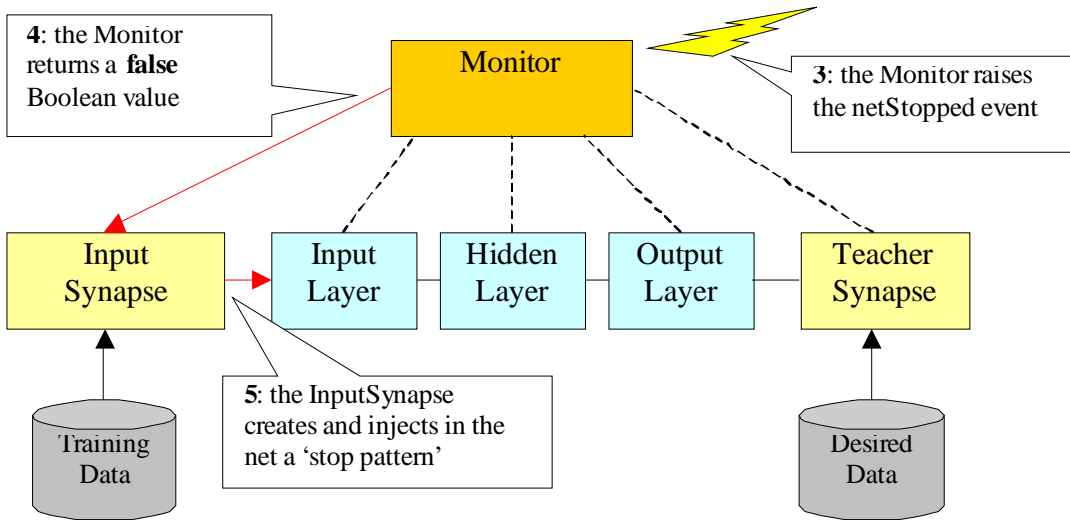 4: the Monitor
returns a false
Boolean value
Monitor
3: the Monitor raises
the netStopped event
Input
Synapse
Input
Layer
Hidden
Layer
Output
Layer
Teacher
Synapse
5: the InputSynapse
creates and injects in the
net a ‘stop pattern’
Training
Data
Desired
Data